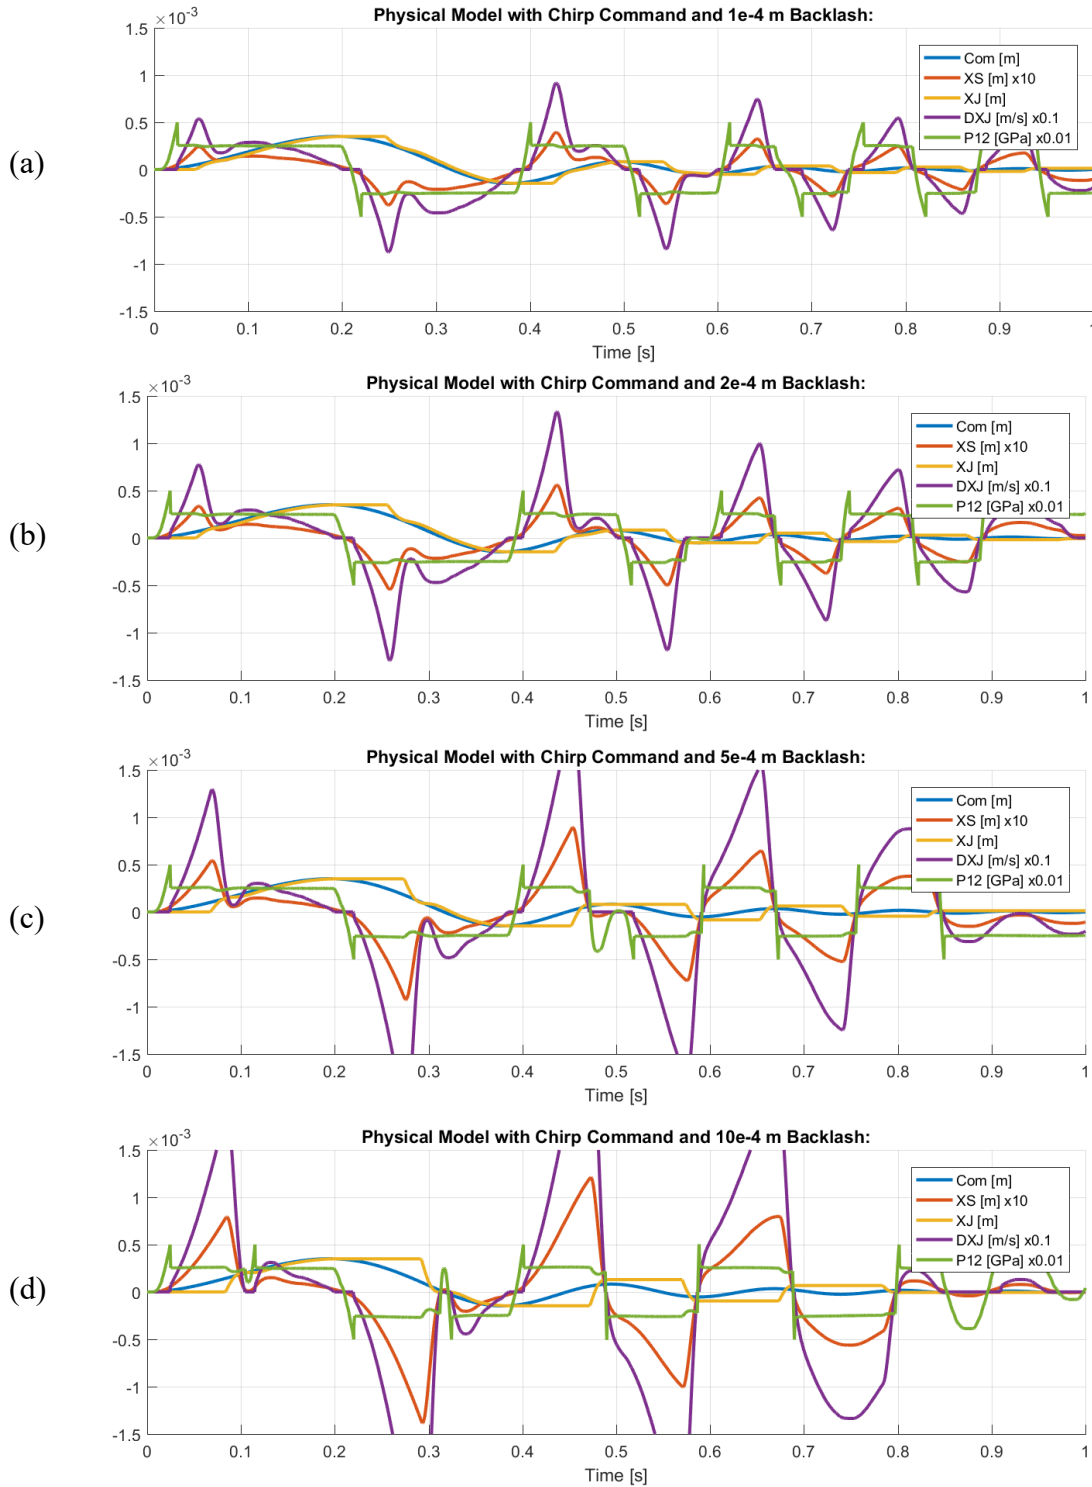 Physical Model with Chirp Command and 1e-4 m Backlash:
×10⁻³
1.5
1
0.5
0
-0.5
-1
-1.5
Com [m]
XS [m] x10
XJ [m]
DXJ [m/s] x0.1
P12 [GPa] x0.01
(a)
0 0.1 0.2 0.3 0.4 0.5 0.6 0.7 0.8 0.9
Time [s]
Physical Model with Chirp Command and 2e-4 m Backlash:
×10⁻³
1.5
1
0.5
0
-0.5
-1
-1.5
Com [m]
XS [m] x10
XJ [m]
DXJ [m/s] x0.1
P12 [GPa] x0.01
(b)
0 0.1 0.2 0.3 0.4 0.5 0.6 0.7 0.8 0.9 1
Time [s]
Physical Model with Chirp Command and 5e-4 m Backlash:
×10⁻³
1.5
1
0.5
0
-0.5
-1
-1.5
Com [m]
XS [m] x10
XJ [m]
DXJ [m/s] x0.1
P12 [GPa] x0.01
(c)
0 0.1 0.2 0.3 0.4 0.5 0.6 0.7 0.8 0.9 1
Time [s]
Physical Model with Chirp Command and 10e-4 m Backlash:
×10⁻³
1.5
1
0.5
0
-0.5
-1
-1.5
Com [m]
XS [m] x10
XJ [m]
DXJ [m/s] x0.1
P12 [GPa] x0.01
(d)
0 0.1 0.2 0.3 0.4 0.5 0.6 0.7 0.8 0.9 1
Time [s]